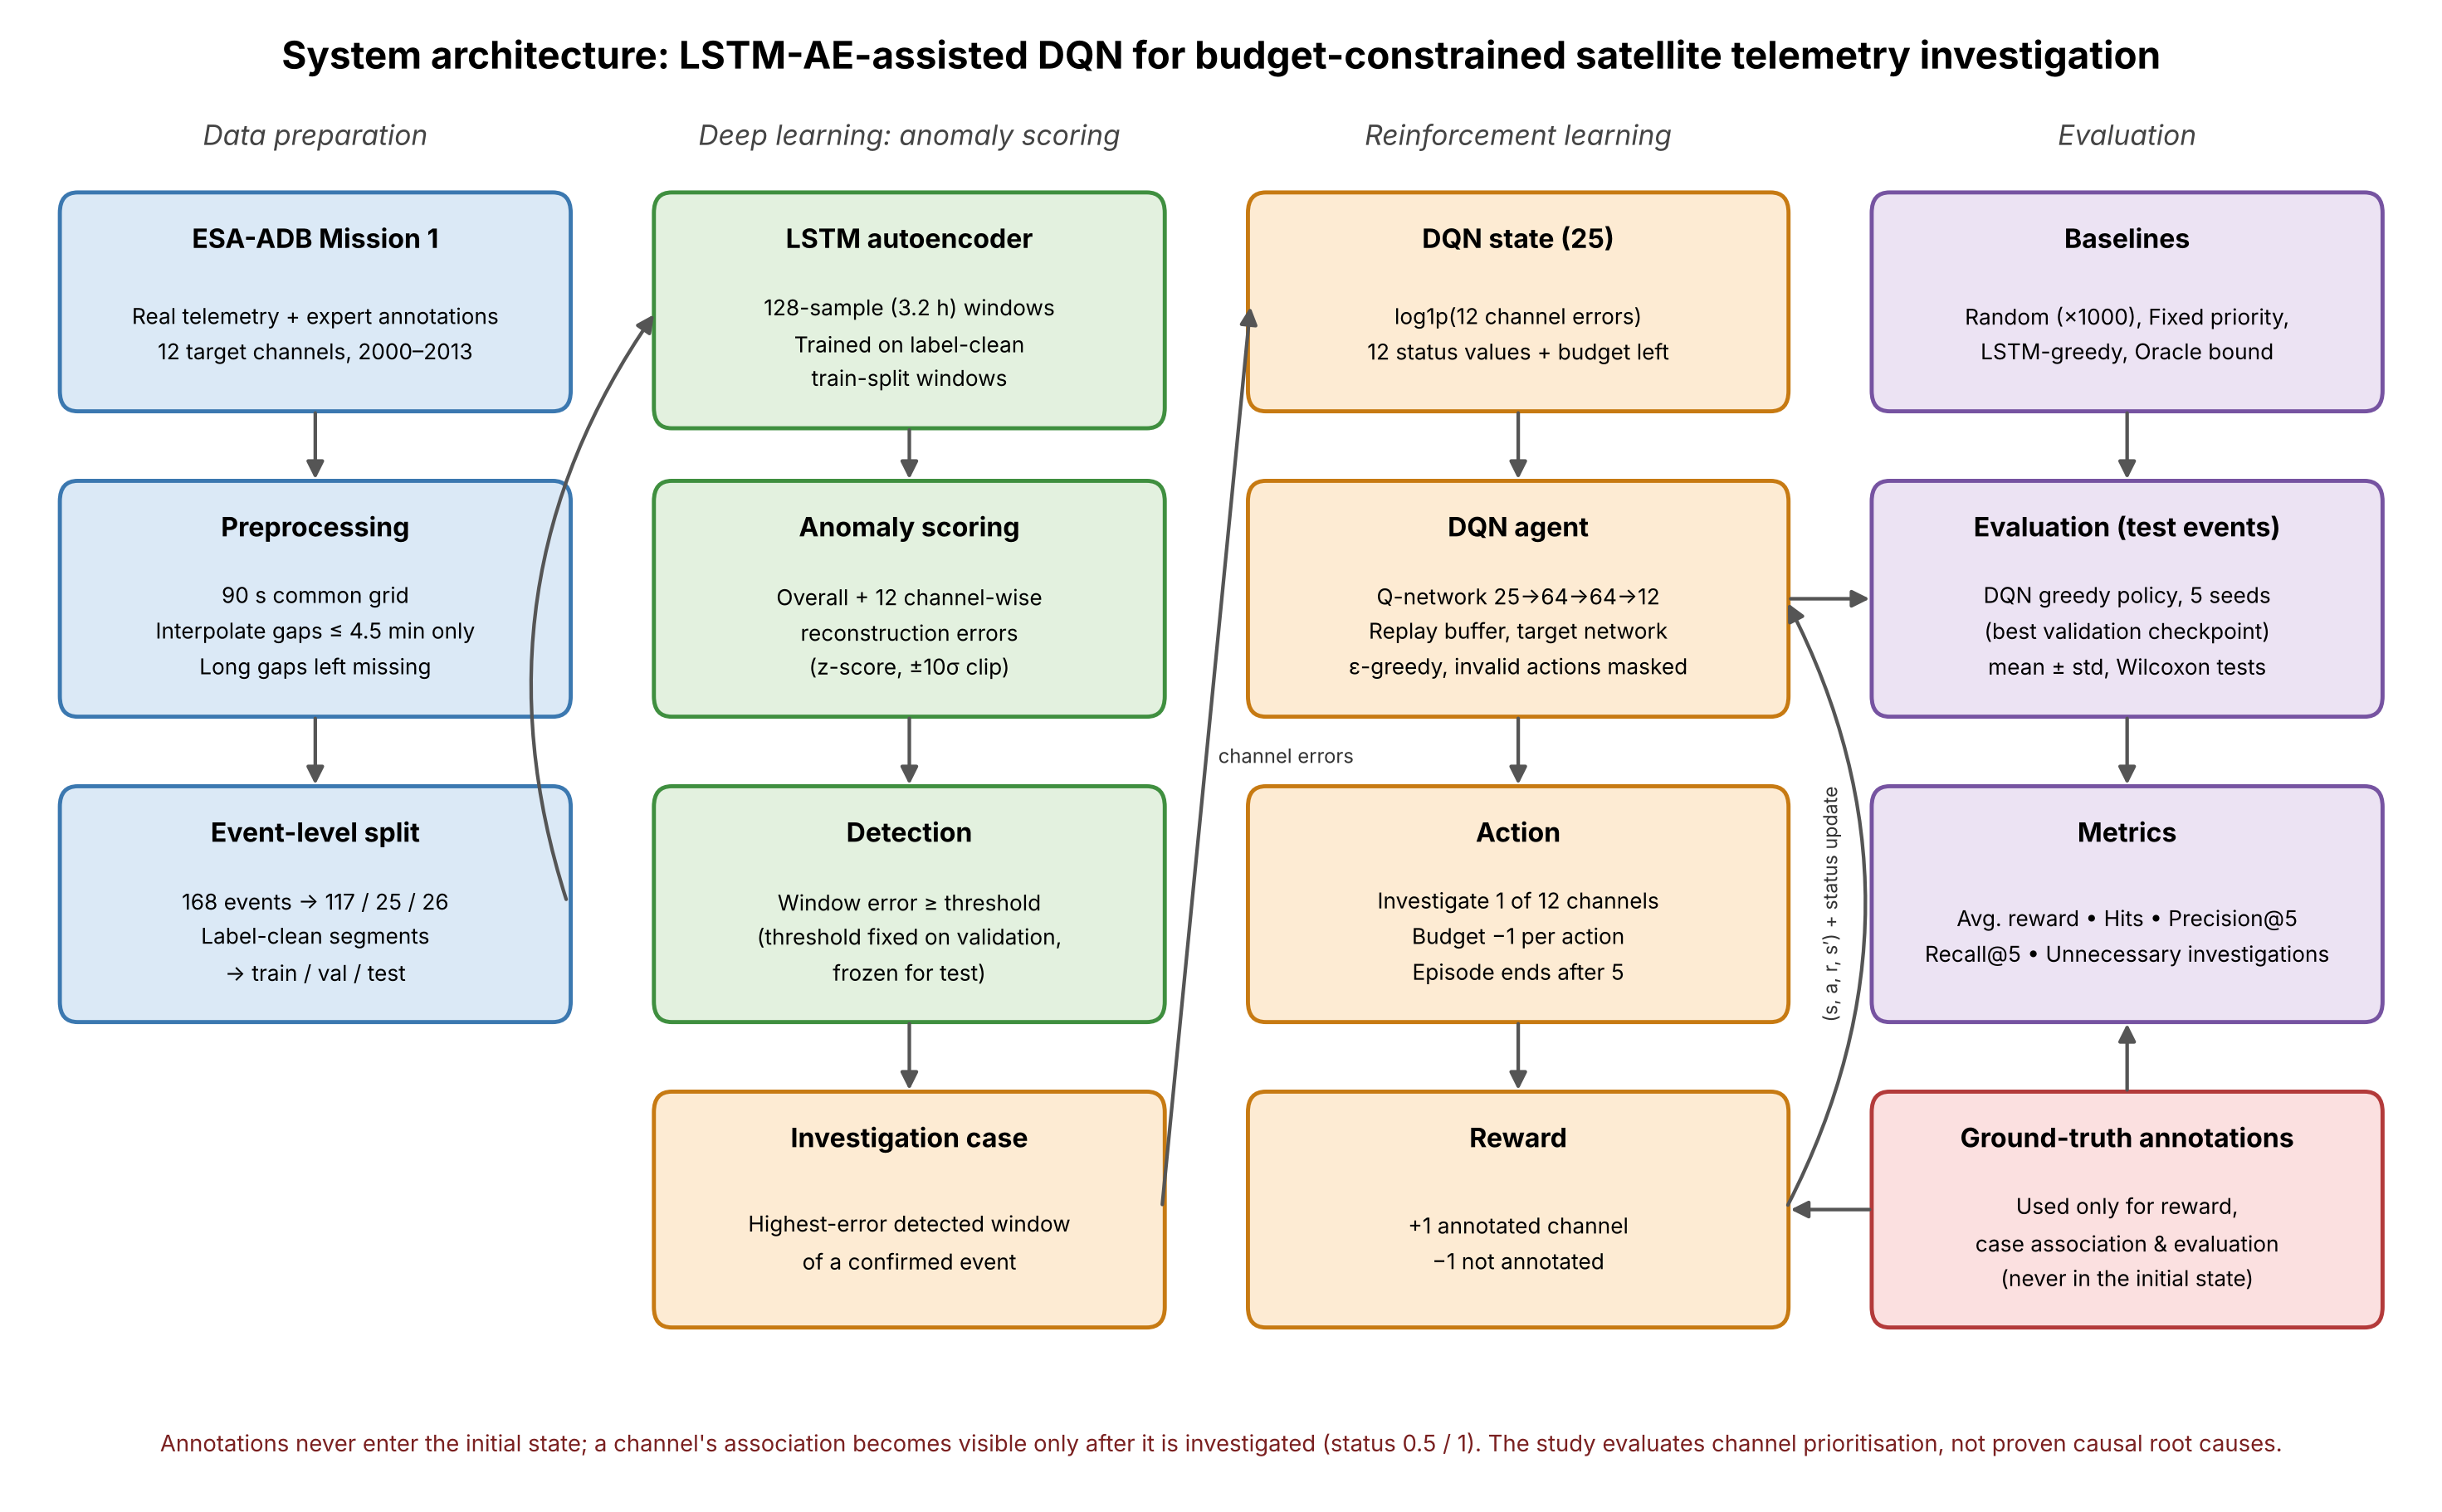 System architecture: LSTM-AE-assisted DQN for budget-constrained satellite telemetry investigation
Data preparation
Deep learning: anomaly scoring
Reinforcement learning
Evaluation
ESA-ADB Mission 1
Real telemetry + expert annotations
12 target channels, 2000–2013
Preprocessing
90 s common grid
Interpolate gaps ≤ 4.5 min only
Long gaps left missing
Event-level split
168 events → 117 / 25 / 26
Label-clean segments
→ train / val / test
LSTM autoencoder
128-sample (3.2 h) windows
Trained on label-clean
train-split windows
Anomaly scoring
Overall + 12 channel-wise
reconstruction errors
(z-score, ±10σ clip)
Detection
Window error ≥ threshold
(threshold fixed on validation,
frozen for test)
Investigation case
Highest-error detected window
of a confirmed event
channel errors
DQN state (25)
log1p(12 channel errors)
12 status values + budget left
DQN agent
Q-network 25→64→64→12
Replay buffer, target network
ε-greedy, invalid actions masked
Action
Investigate 1 of 12 channels
Budget −1 per action
Episode ends after 5
Reward
+1 annotated channel
−1 not annotated
(s, a, r, s′) + status update
Baselines
Random (×1000), Fixed priority,
LSTM-greedy, Oracle bound
Evaluation (test events)
DQN greedy policy, 5 seeds
(best validation checkpoint)
mean ± std, Wilcoxon tests
Metrics
Avg. reward • Hits • Precision@5
Recall@5 • Unnecessary investigations
Ground-truth annotations
Used only for reward,
case association & evaluation
(never in the initial state)
Annotations never enter the initial state; a channel's association becomes visible only after it is investigated (status 0.5 / 1). The study evaluates channel prioritisation, not proven causal root causes.